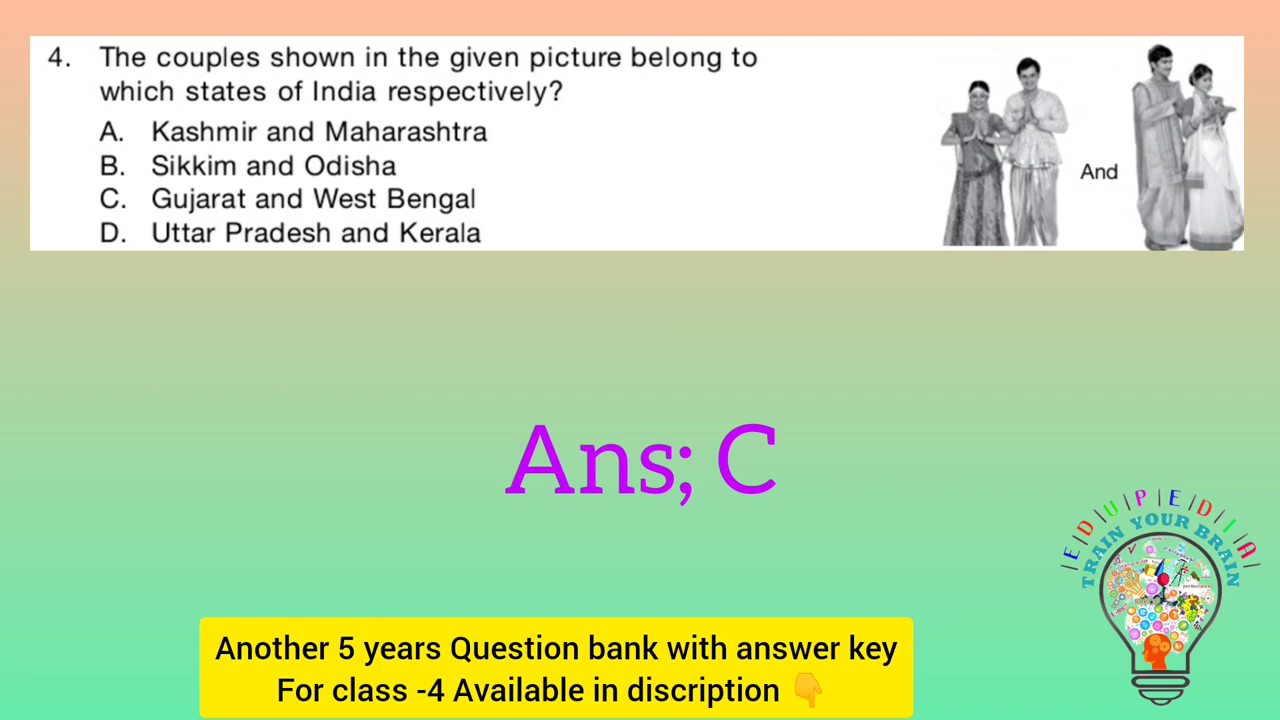 4. The couples shown in the given picture belong to
which states of India respectively?
A. Kashmir and Maharashtra
B. Sikkim and Odisha
C. Gujarat and West Bengal
D. Uttar Pradesh and Kerala
And
Ans; C
|E|D|U|P|E|D|I|A|
TRAIN YOUR BRAIN
Another 5 years Question bank with answer key
For class -4 Available in discription 👇